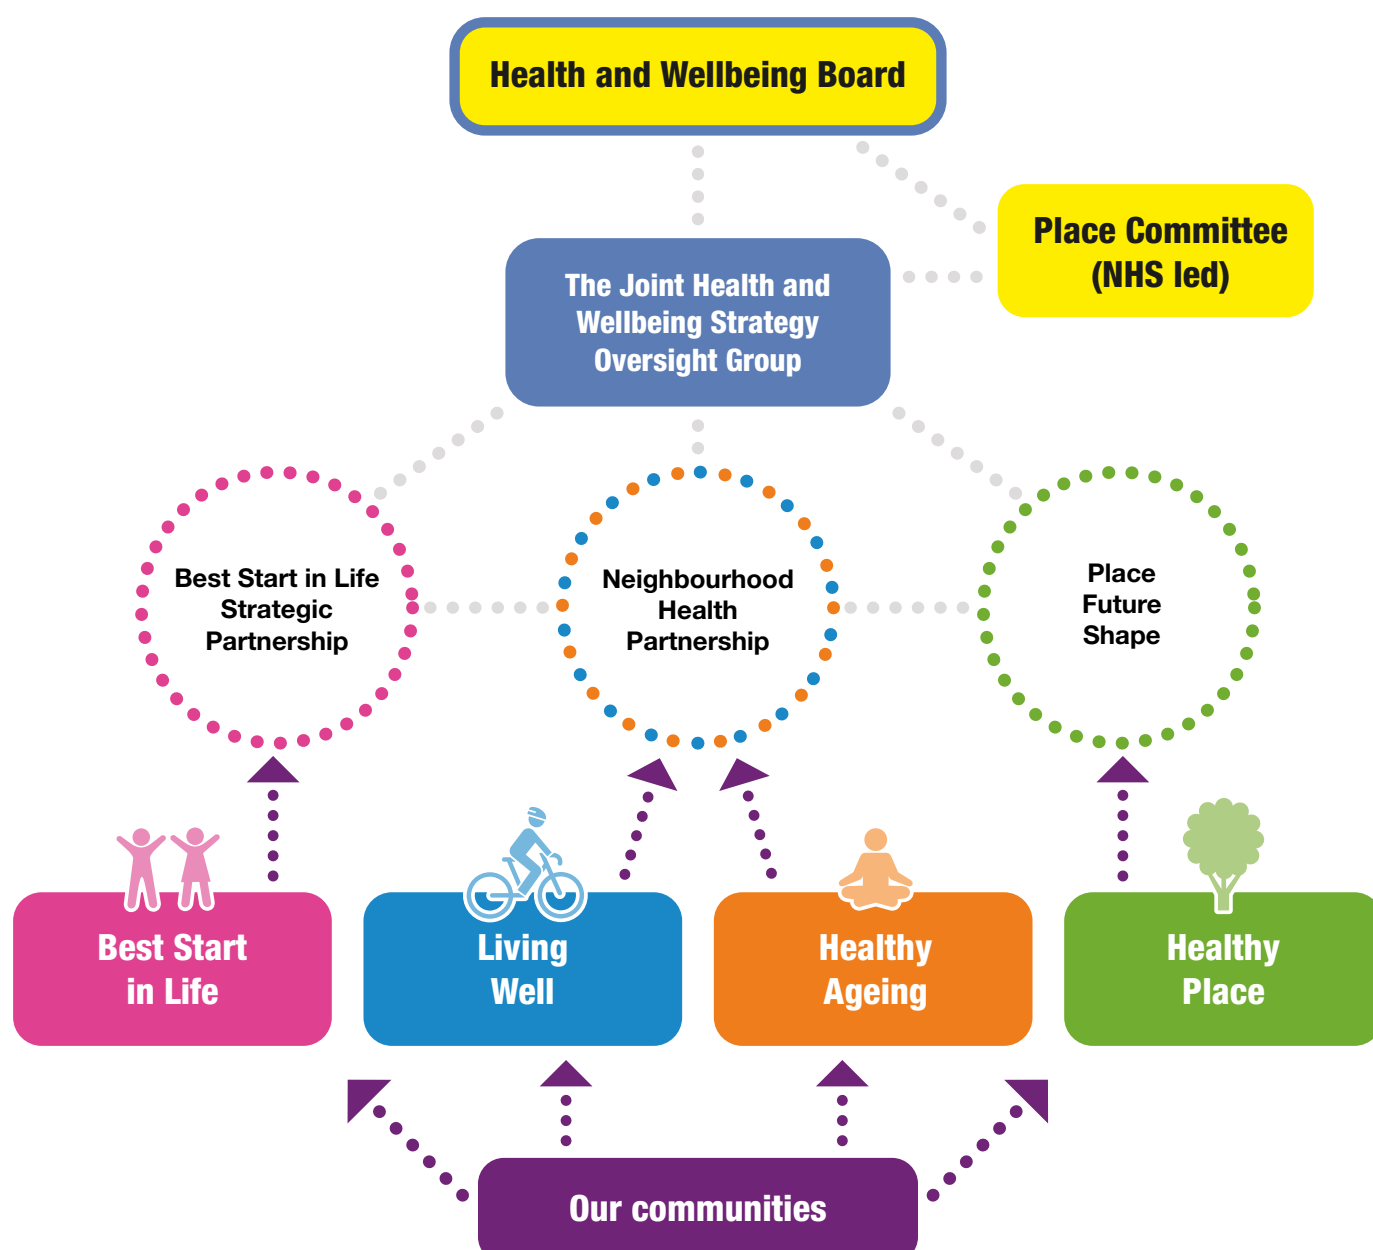 Health and Wellbeing Board
Place Committee
(NHS led)
The Joint Health and
Wellbeing Strategy
Oversight Group
Best Start in Life
Strategic
Partnership
Neighbourhood
Health
Partnership
Place
Future
Shape
Best Start
in Life
Living
Well
Healthy
Ageing
Healthy
Place
Our communities